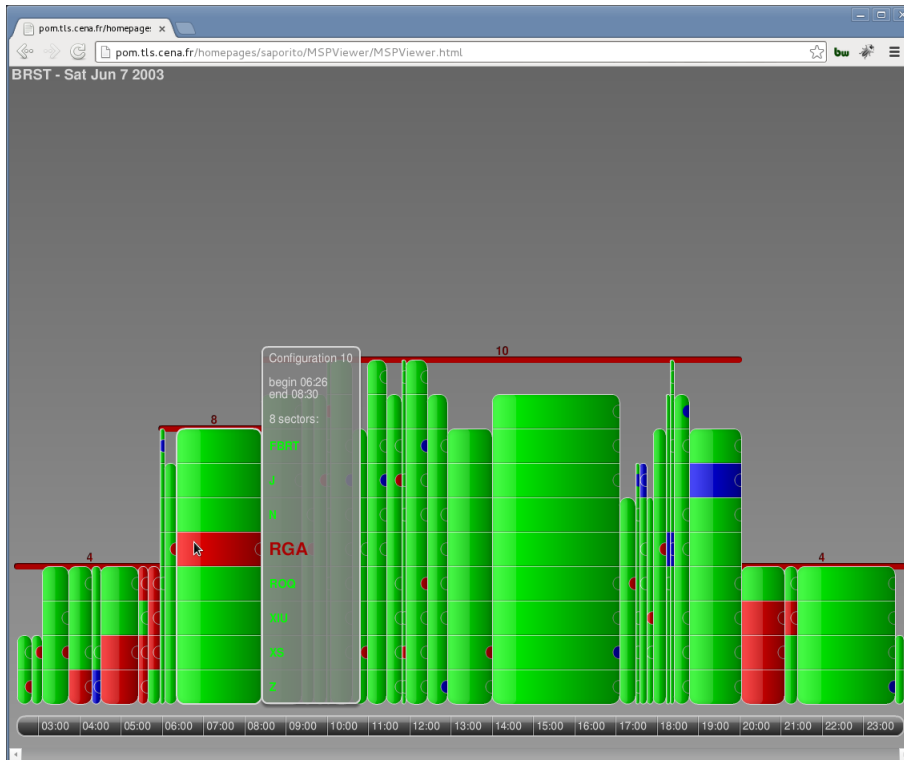 pom.tls.cena.fr/homepage:
pom.tls.cena.fr/homepages/saporito/MSPViewer/MSPViewer.html
bw
BRST - Sat Jun 7 2003
10
Configuration 10
begin 06:26
end 08:30
8 sectors:
8
FBRT
J
N
RGA
4
4
ROQ
XIU
XS
Z
03:00 04:00 05:00 06:00 07:00 08:00 09:00 10:00 11:00 12:00 13:00 14:00 15:00 16:00 17:00 18:00 19:00 20:00 21:00 22:00 23:00